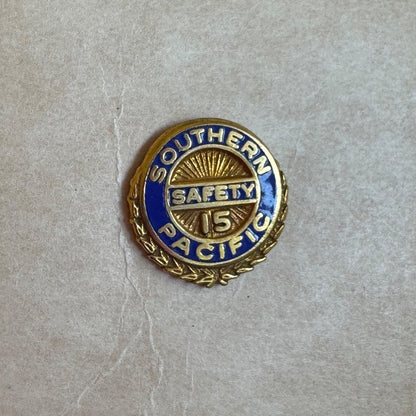 SOUTHERN
SAFETY
15
PACIFIC